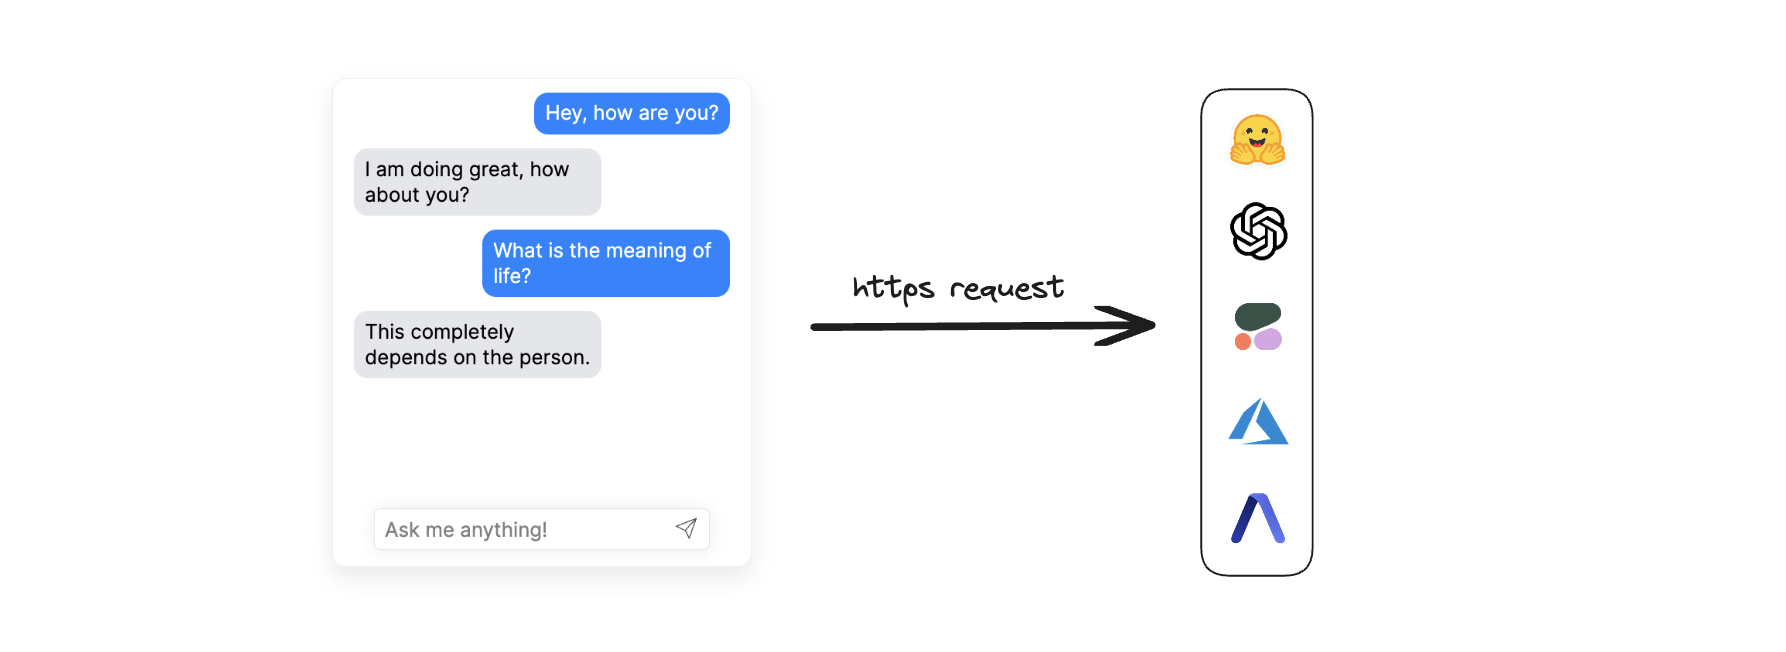 Hey, how are you?
I am doing great, how
about you?
What is the meaning of
life?
This completely
depends on the person.
Ask me anything!
https request